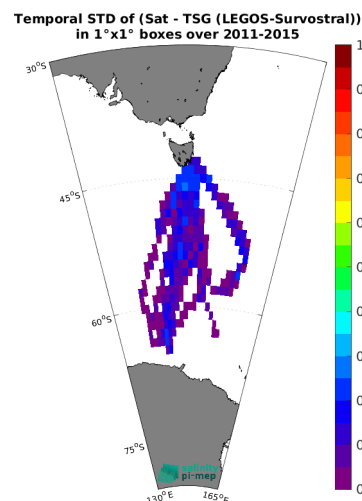 Temporal STD of (Sat - TSG (LEGOS-Survostral))
in 1°x1° boxes over 2011-2015
30°S
45°S
60°S
75°S
130°E
165°E
salinity
pi-mep
1
0
0
0
0
0
0
0
0
0
0